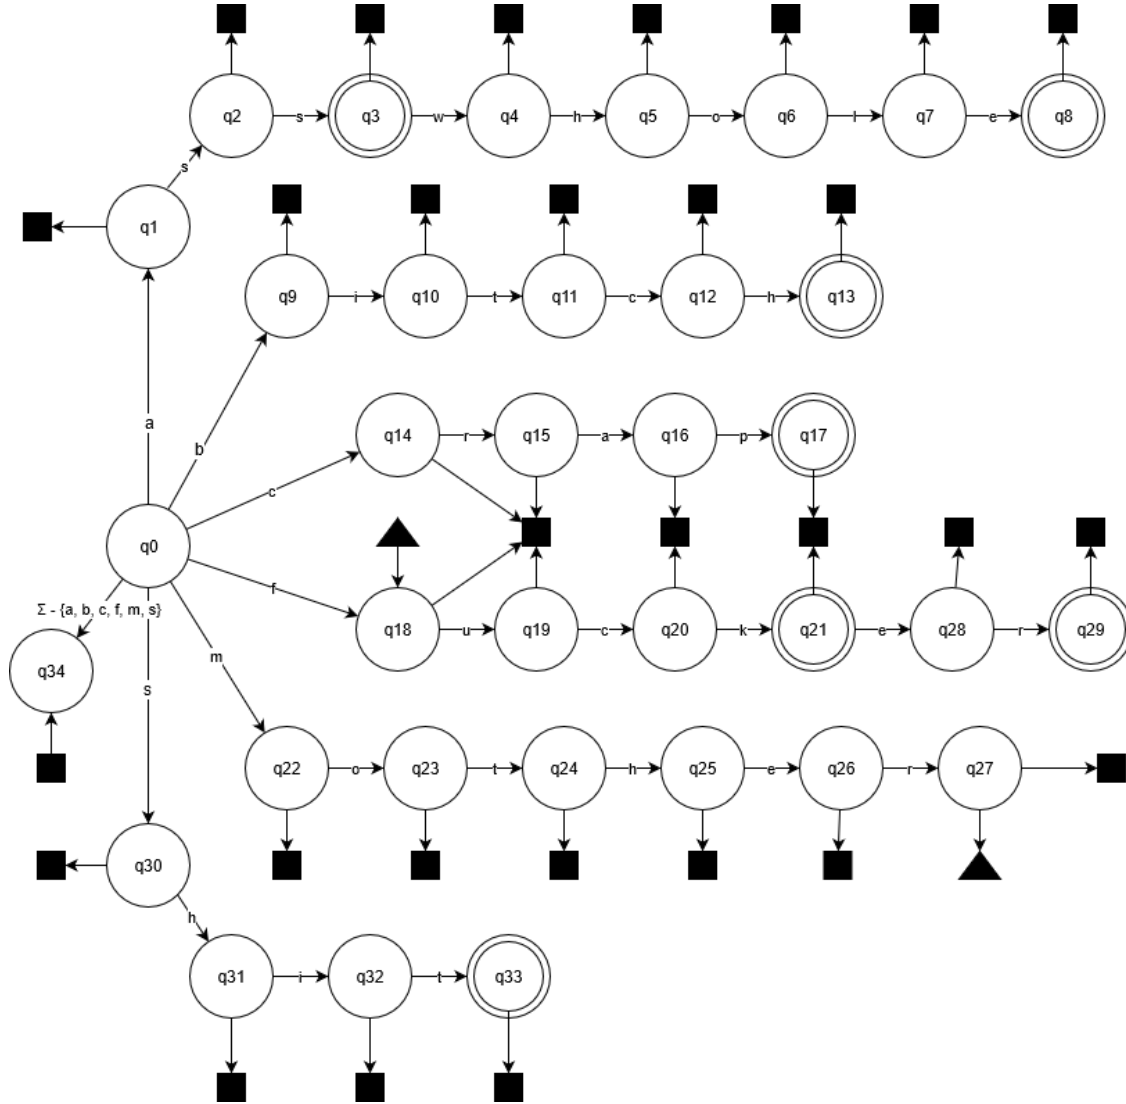 q2 s q3 w q4 h q5 o q6 l q7 e q8
s
q1
q9 i q10 t q11 c q12 h q13
a
b
q14 r q15 a q16 p q17
c
q0
f
Σ - {a, b, c, f, m, s}
q18 u q19 c q20 k q21 e q28 r q29
m
q34
s
q22 o q23 t q24 h q25 e q26 r q27
q30
h
q31 i q32 t q33